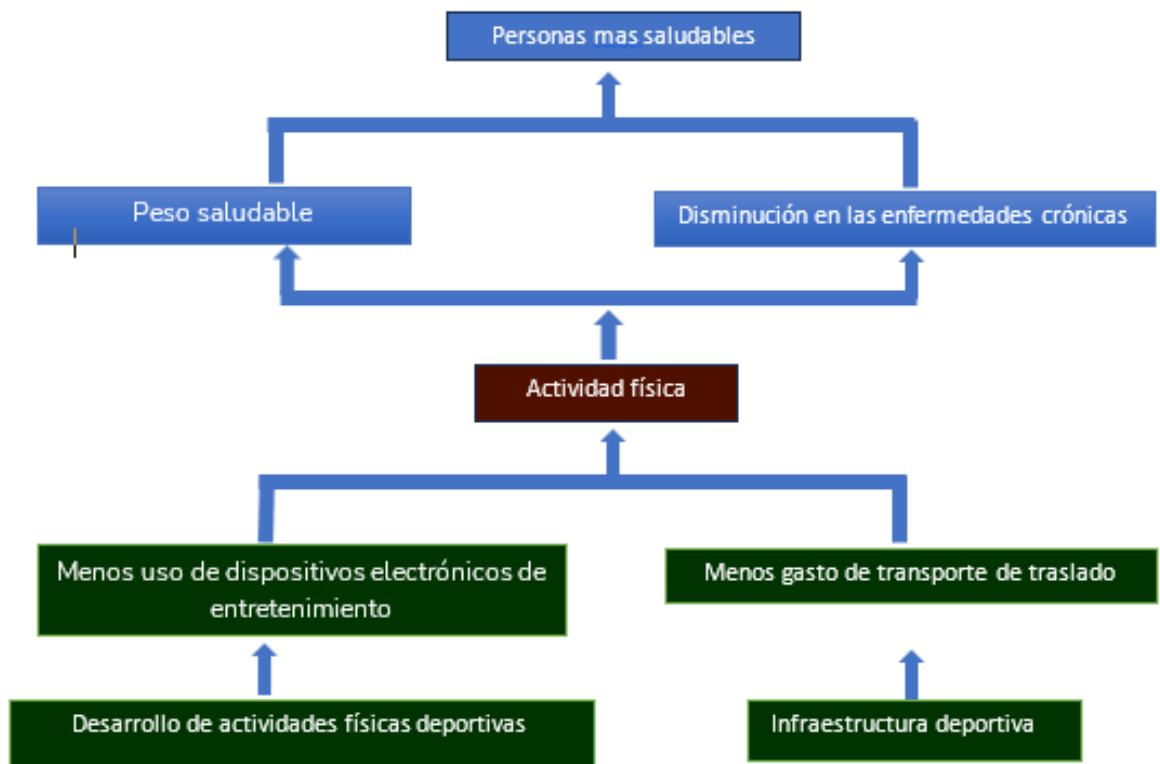 Personas mas saludables
Peso saludable
Disminución en las enfermedades crónicas
Actividad física
Menos uso de dispositivos electrónicos de
entretenimiento
Menos gasto de transporte de traslado
Desarrollo de actividades físicas deportivas
Infraestructura deportiva